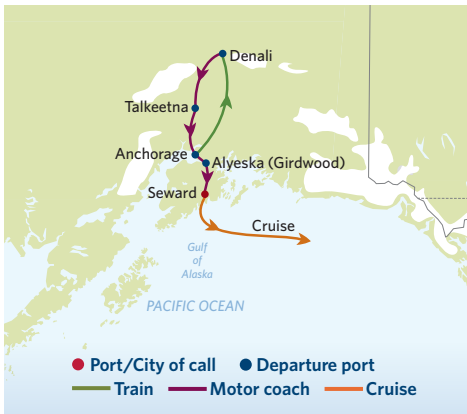 Denali
Talkeetna
Anchorage
Alyeska (Girdwood)
Seward
Cruise
Gulf
of
Alaska
PACIFIC OCEAN
Port/City of call Departure port
Train Motor coach Cruise